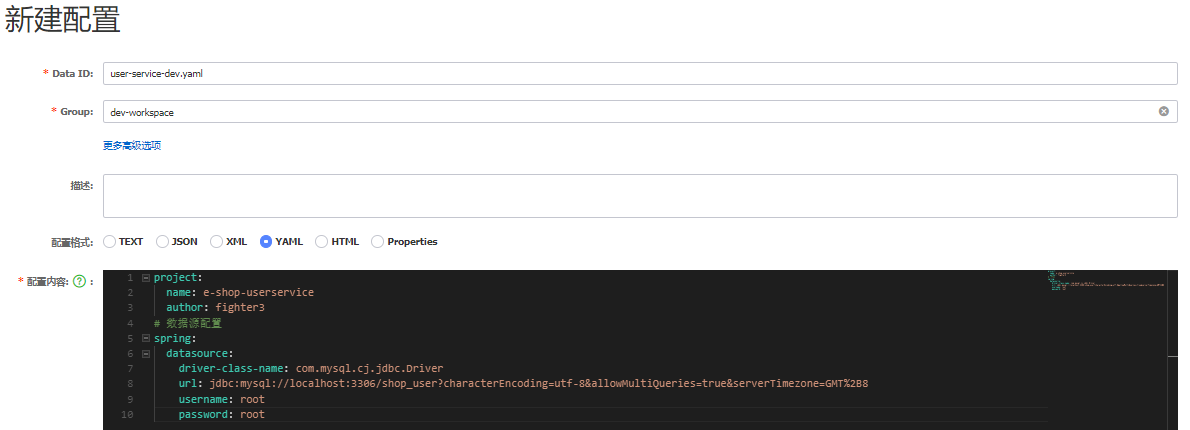 新建配置
* Data ID: user-service-dev.yaml
* Group: dev-workspace
更多高级选项
描述:
配置格式: TEXT JSON XML YAML HTML Properties
* 配置内容: ? :
1 project:
2 name: e-shop-userservice
3 author: fighter3
4 # 数据源配置
5 spring:
6 datasource:
7 driver-class-name: com.mysql.cj.jdbc.Driver
8 url: jdbc:mysql://localhost:3306/shop_user?characterEncoding=utf-8&allowMultiQueries=true&serverTimezone=GMT%2B8
9 username: root
10 password: root